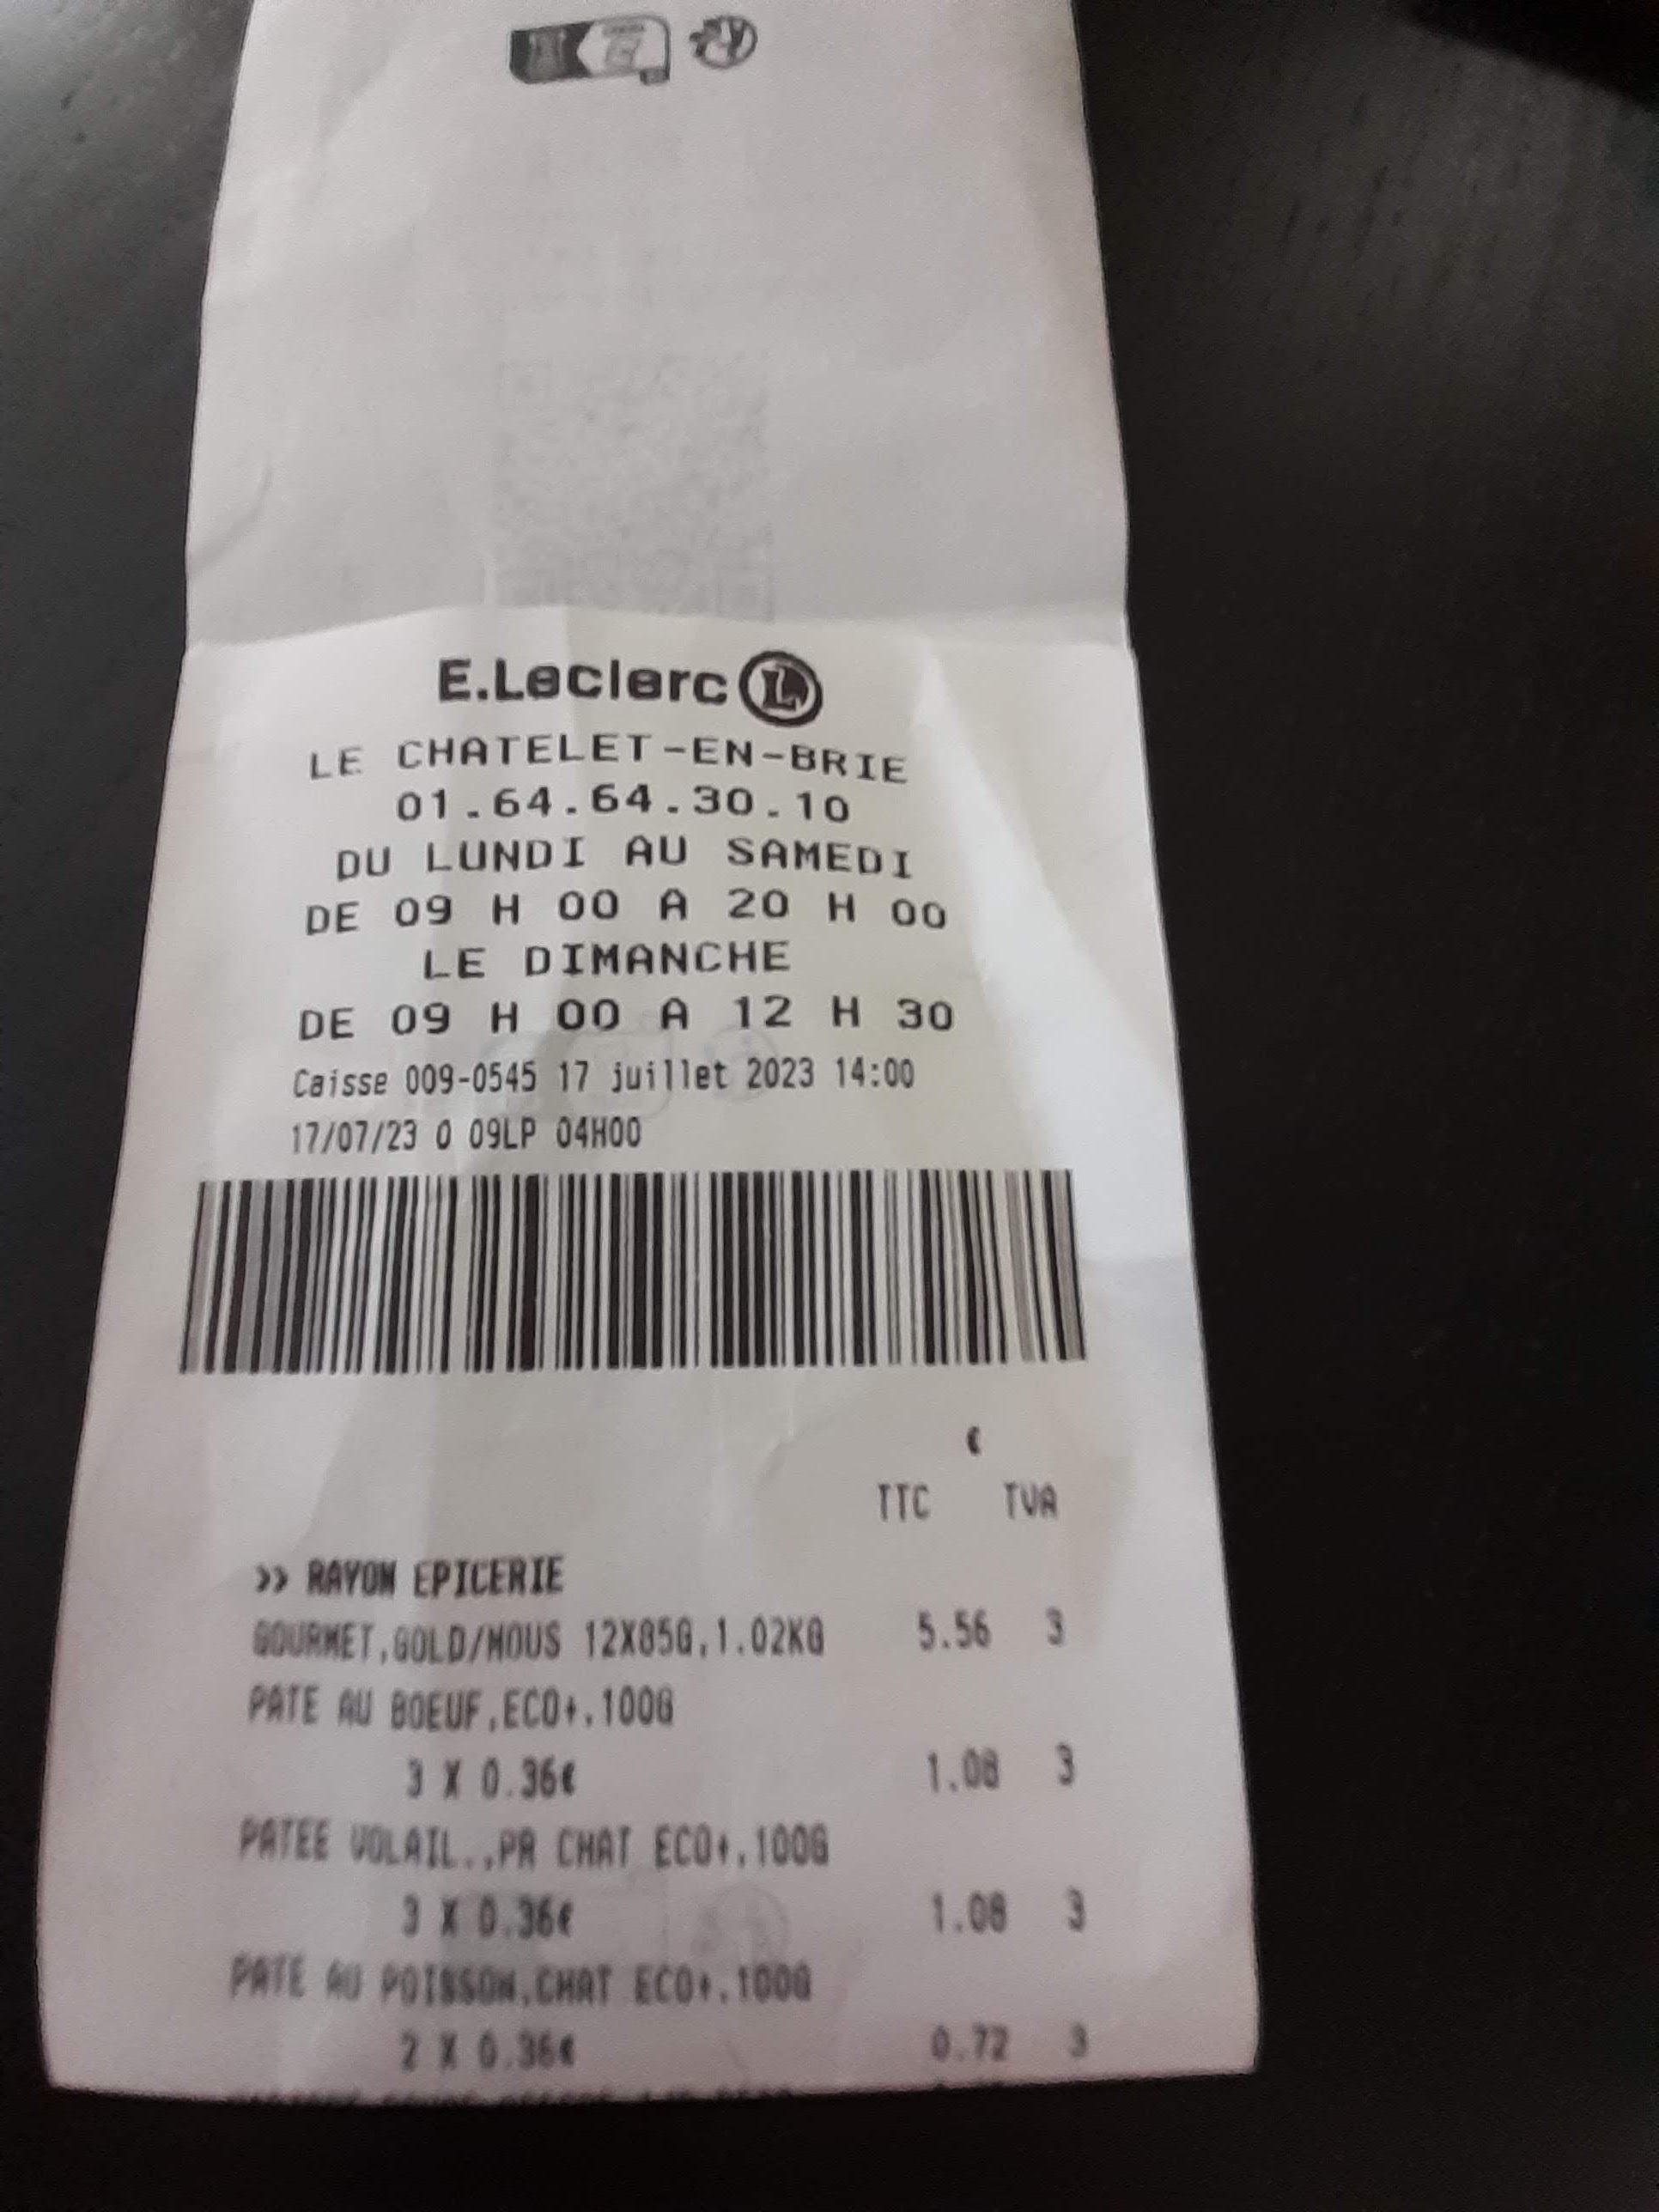 E.Leclerc L
LE CHATELET-EN-BRIE
01.64.64.30.10
DU LUNDI AU SAMEDI
DE 09 H 00 A 20 H 00
LE DIMANCHE
DE 09 H 00 A 12 H 30
Caisse 009-0545 17 juillet 2023 14:00
17/07/23 0 09LP 04H00
€
TTC TVA
>> RAYON EPICERIE
GOURMET,GOLD/MOUS 12X85G,1.02KG 5.56 3
PATE AU BOEUF,ECO+,100G
3 X 0.36€ 1.08 3
PATEE VOLAIL.,PR CHAT ECO+,100G
3 X 0.36€ 1.08 3
PATE AU POISSON,CHAT ECO+,100G
2 X 0.36€ 0.72 3